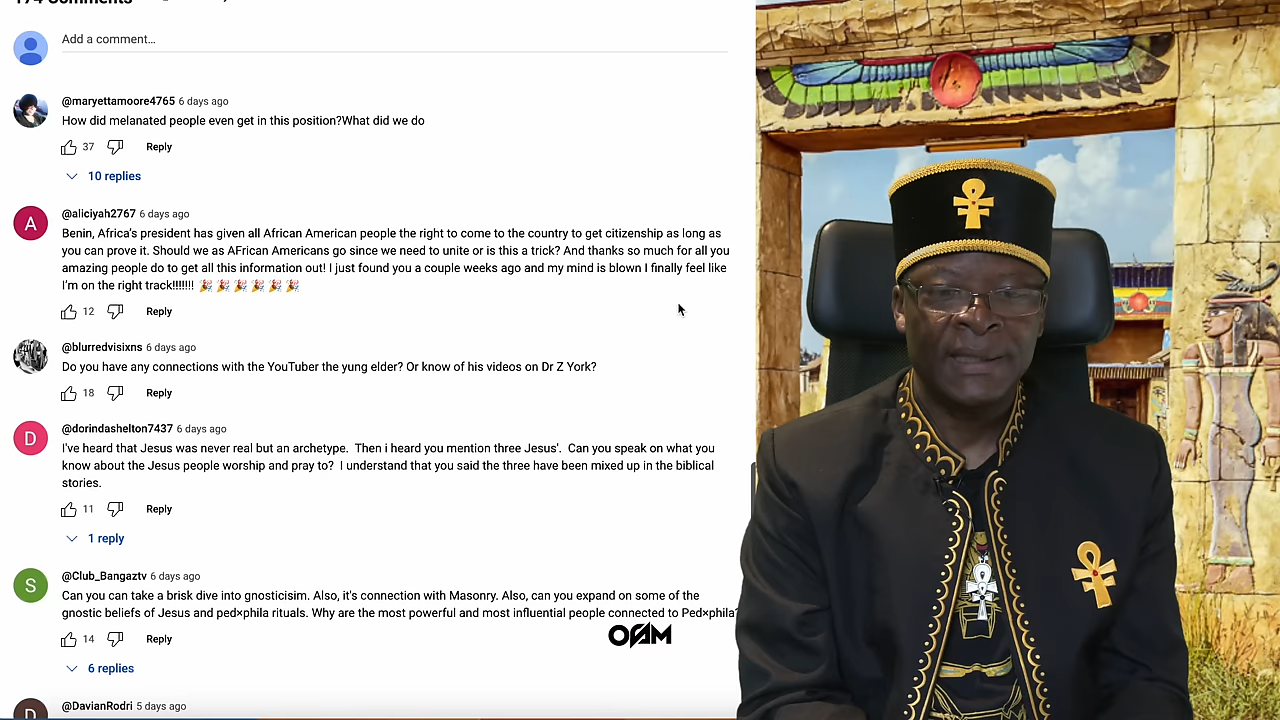 174 Comments
Add a comment…
@maryettamoore4765 6 days ago
How did melanated people even get in this position?What did we do
37 Reply
10 replies
A
@aliciyah2767 6 days ago
Benin, Africa's president has given all African American people the right to come to the country to get citizenship as long as
you can prove it. Should we as AFrican Americans go since we need to unite or is this a trick? And thanks so much for all you
amazing people do to get all this information out! I just found you a couple weeks ago and my mind is blown I finally feel like
I'm on the right track!!!!!!! 🎉 🎉 🎉 🎉 🎉 🎉
12 Reply
@blurredvisixns 6 days ago
Do you have any connections with the YouTuber the yung elder? Or know of his videos on Dr Z York?
18 Reply
D
@dorindashelton7437 6 days ago
I've heard that Jesus was never real but an archetype. Then i heard you mention three Jesus'. Can you speak on what you
know about the Jesus people worship and pray to? I understand that you said the three have been mixed up in the biblical
stories.
11 Reply
1 reply
S
@Club_Bangaztv 6 days ago
Can you can take a brisk dive into gnosticisim. Also, it's connection with Masonry. Also, can you expand on some of the
gnostic beliefs of Jesus and ped×phila rituals. Why are the most powerful and most influential people connected to Ped×phila?
14 Reply
6 replies
OFAM
D
@DavianRodri 5 days ago